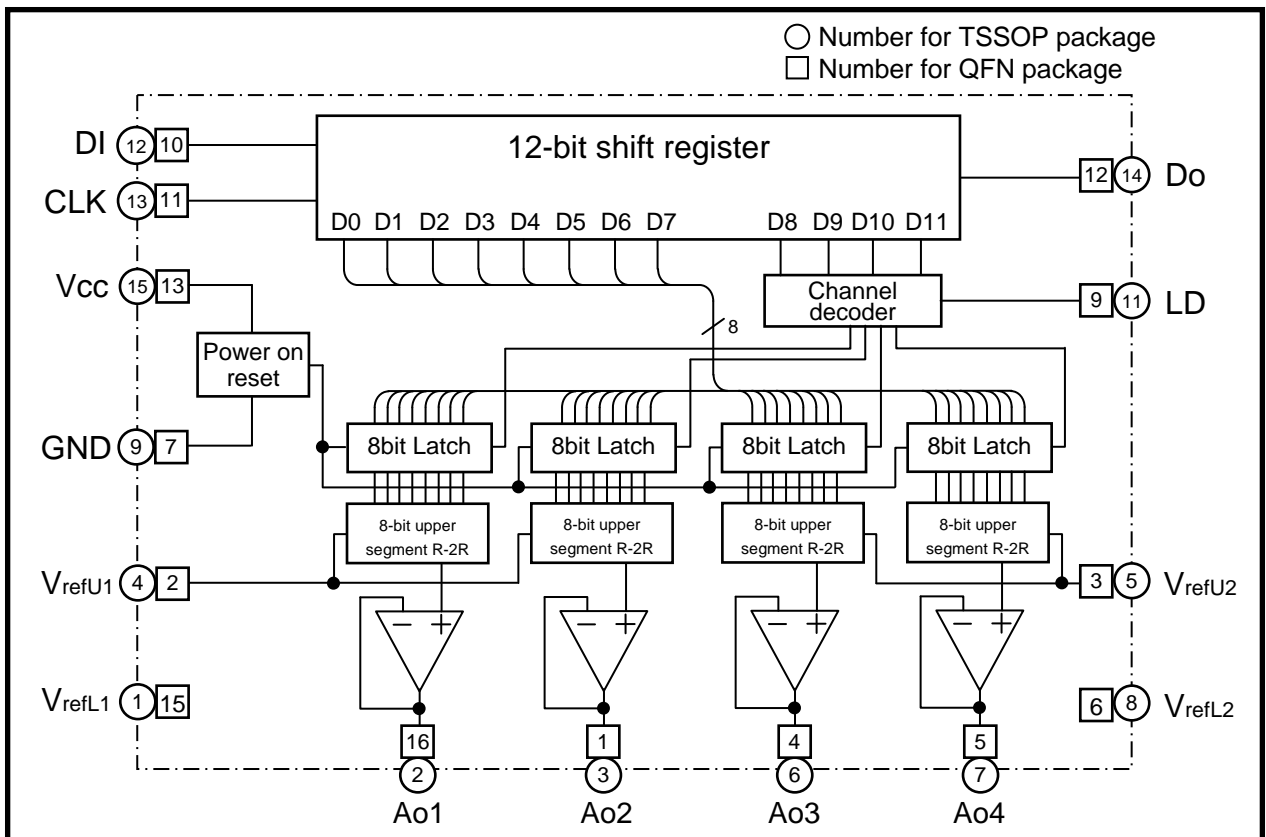 Number for TSSOP package
Number for QFN package
12-bit shift register
DI 12 10
12 14 Do
CLK 13 11
D0 D1 D2 D3 D4 D5 D6 D7 D8 D9 D10 D11
Vcc 15 13
Channel
decoder
9 11 LD
8
Power on
reset
GND 9 7
8bit Latch 8bit Latch 8bit Latch 8bit Latch
8-bit upper
segment R-2R
8-bit upper
segment R-2R
8-bit upper
segment R-2R
8-bit upper
segment R-2R
VrefU1 4 2
3 5 VrefU2
− + − + − + − +
VrefL1 1 15
6 8 VrefL2
16 1 4 5
2 3 6 7
Ao1 Ao2 Ao3 Ao4